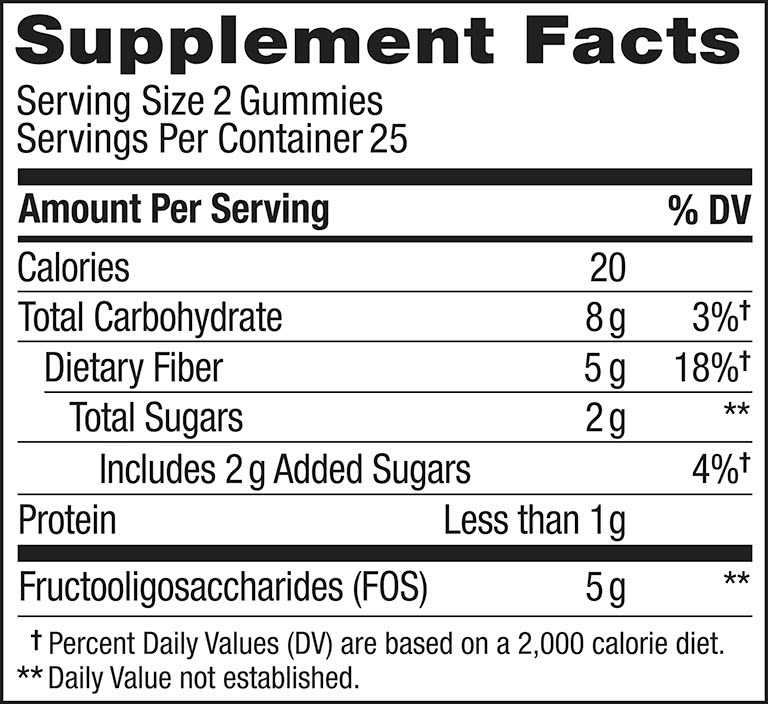 Supplement Facts
Serving Size 2 Gummies
Servings Per Container 25
Amount Per Serving % DV
Calories 20
Total Carbohydrate 8 g 3%†
Dietary Fiber 5 g 18%†
Total Sugars 2 g **
Includes 2 g Added Sugars 4%†
Protein Less than 1 g
Fructooligosaccharides (FOS) 5 g **
† Percent Daily Values (DV) are based on a 2,000 calorie diet.
** Daily Value not established.